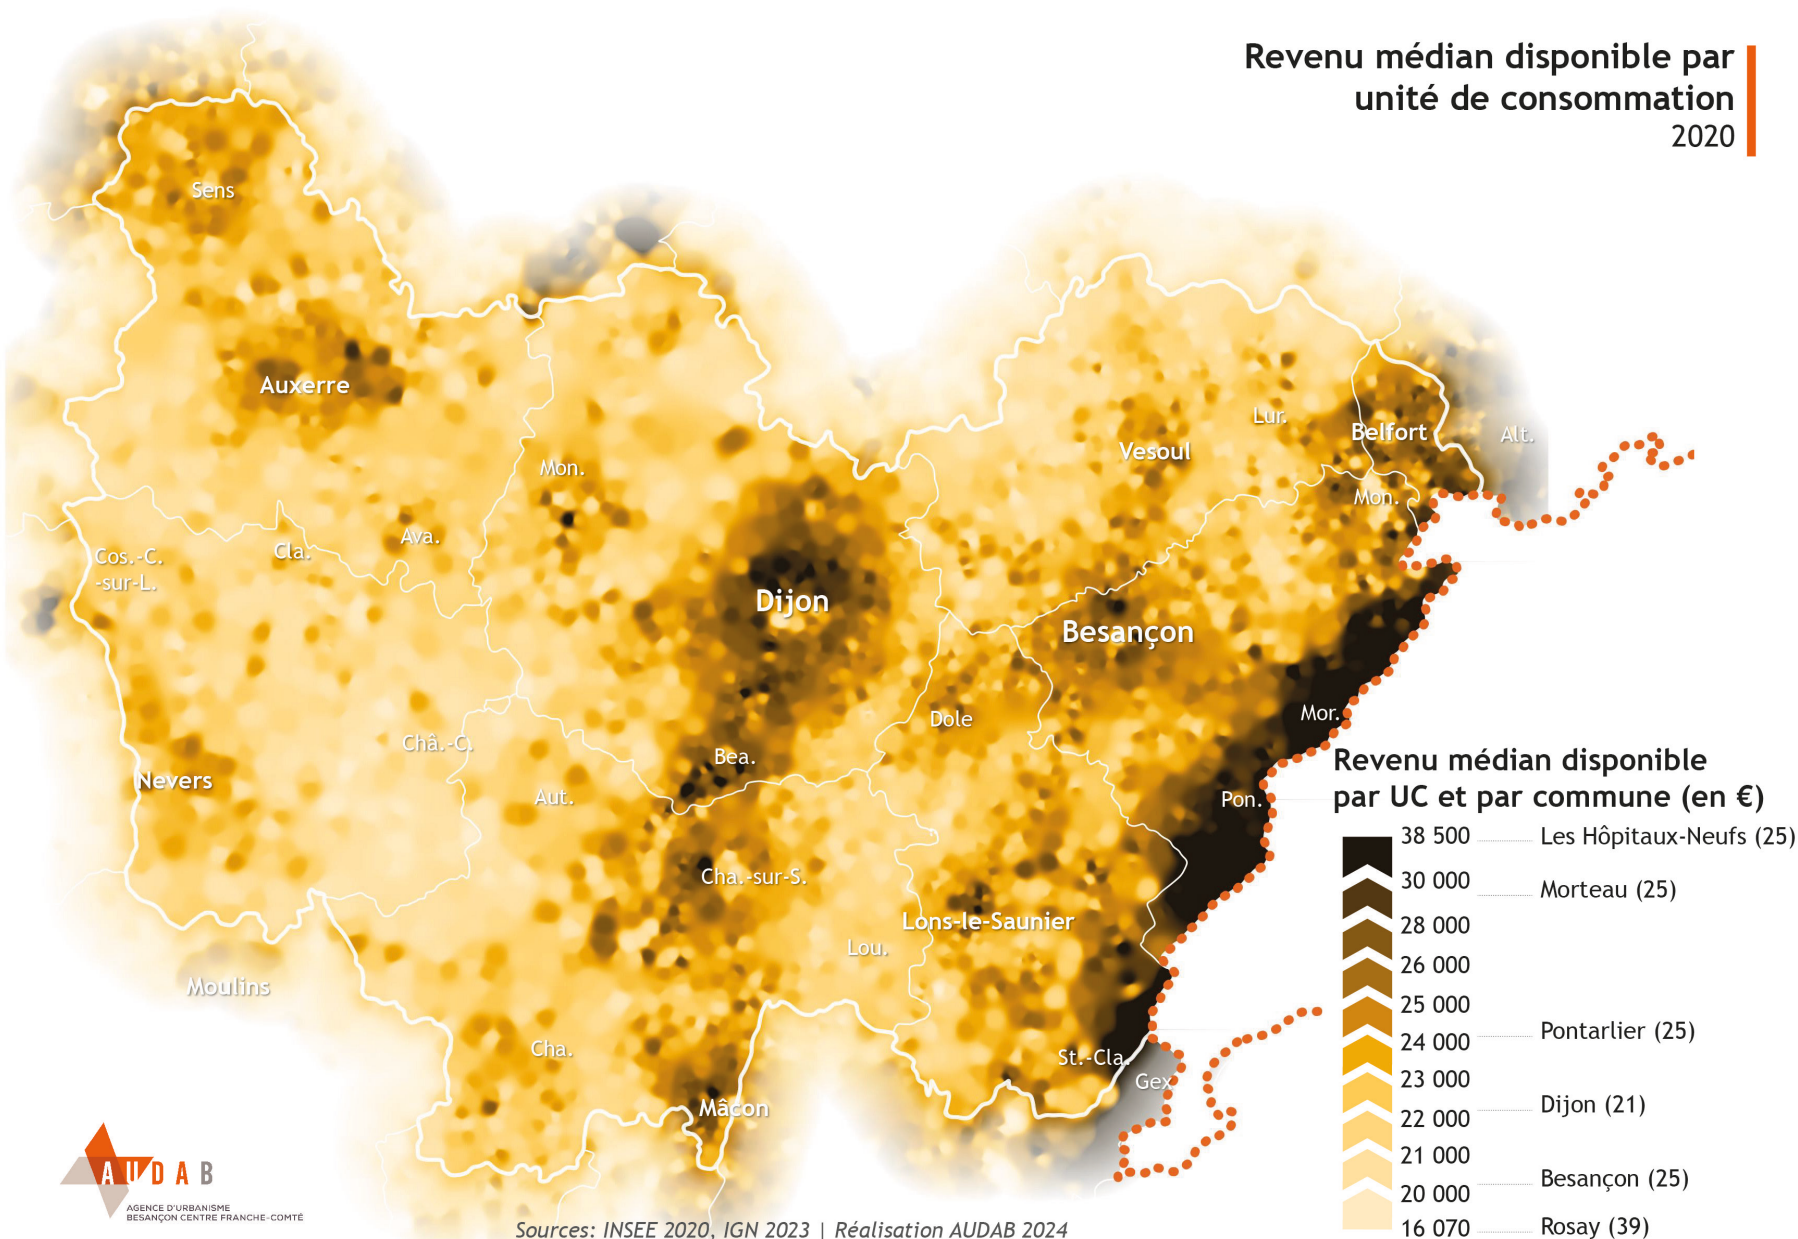 Revenu médian disponible par
unité de consommation
2020
Sens
Auxerre
Mon.
Vesoul
Lur.
Belfort
Alt.
Mon.
Cos.-C.
-sur-L.
Cla.
Ava.
Dijon
Besançon
Mor.
Dole
Châ.-C.
Bea.
Nevers
Aut.
Pon.
Cha.-sur-S.
Lons-le-Saunier
Lou.
Moulins
Cha.
St.-Cla.
Gex
Mâcon
Revenu médian disponible
par UC et par commune (en €)
38 500 Les Hôpitaux-Neufs (25)
30 000 Morteau (25)
28 000
26 000
25 000
24 000 Pontarlier (25)
23 000
22 000 Dijon (21)
21 000
20 000 Besançon (25)
16 070 Rosay (39)
AUDAB
AGENCE D'URBANISME
BESANÇON CENTRE FRANCHE-COMTÉ
Sources: INSEE 2020, IGN 2023 | Réalisation AUDAB 2024